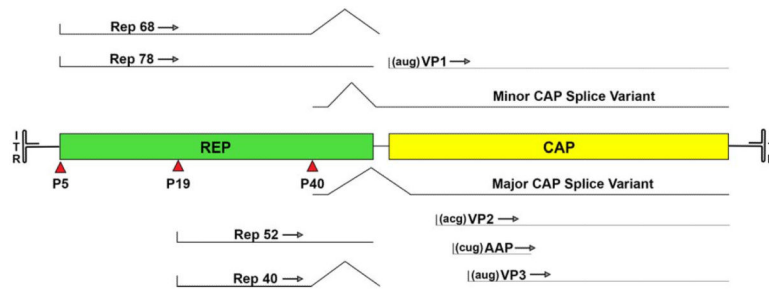 Rep 68
Rep 78
(aug) VP1
Minor CAP Splice Variant
ITR
REP
CAP
P5
P19
P40
Major CAP Splice Variant
(acg) VP2
Rep 52
(cug) AAP
Rep 40
(aug) VP3